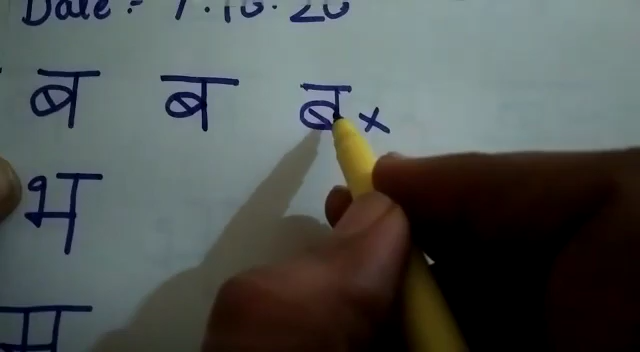 Date :- 7.10.20
ब ब ब ×
भ
म